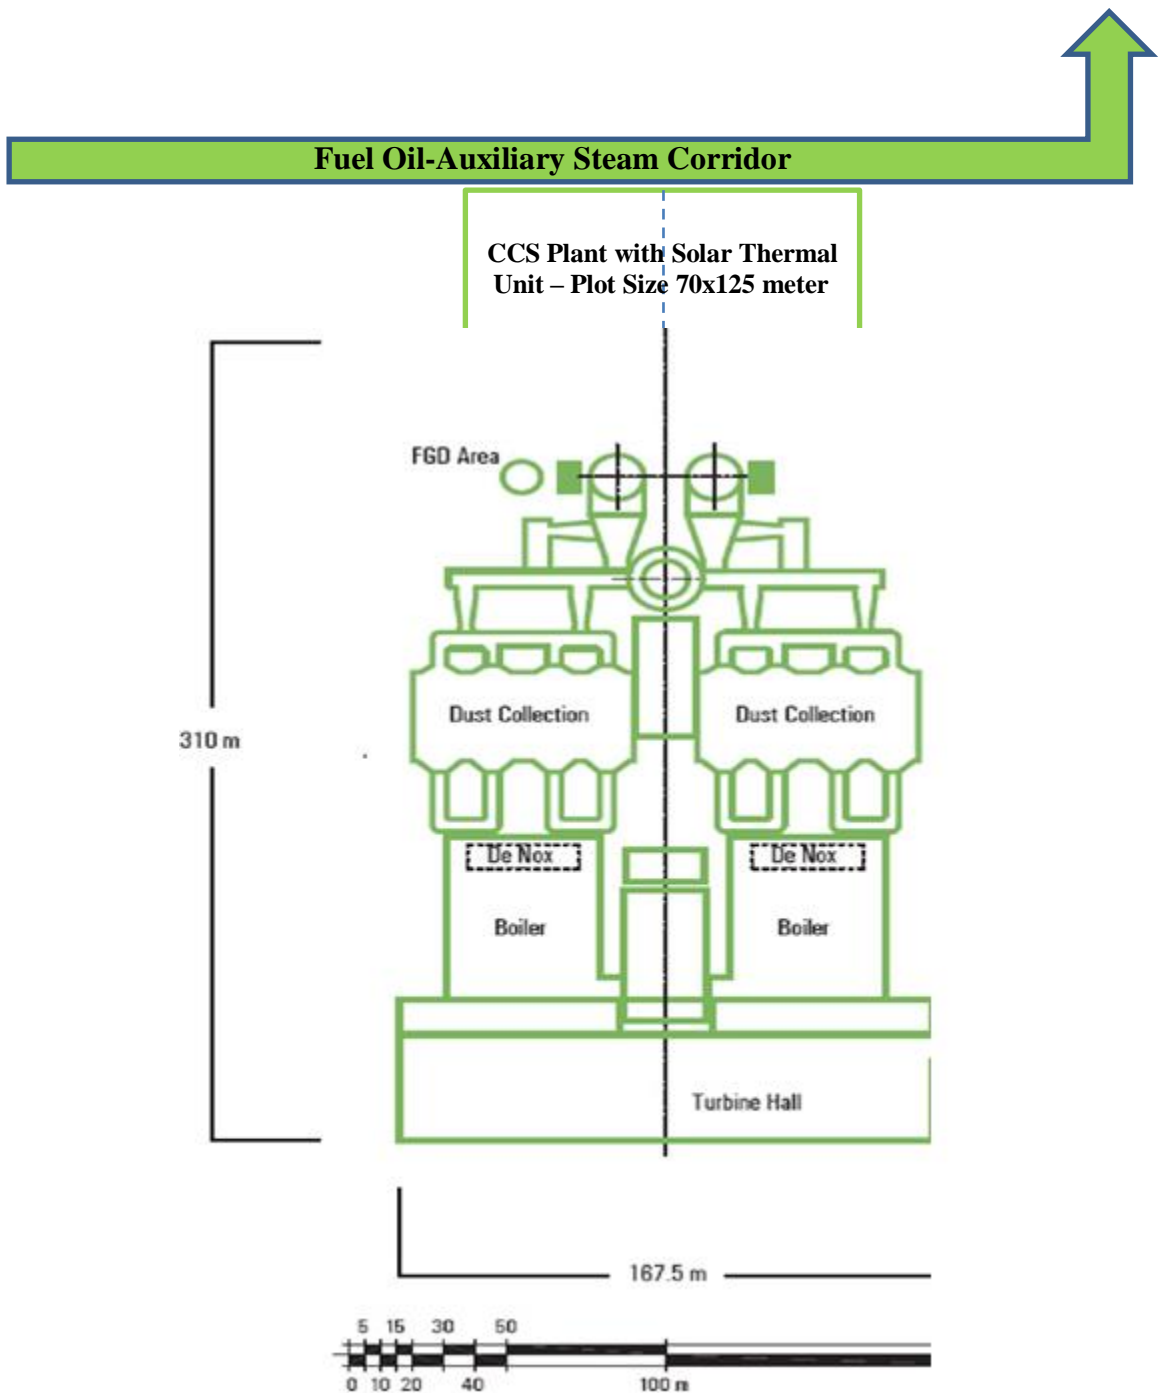 Fuel Oil-Auxiliary Steam Corridor
CCS Plant with Solar Thermal
Unit – Plot Size 70x125 meter
FGD Area
310 m
Dust Collection
Dust Collection
De Nox
De Nox
Boiler
Boiler
Turbine Hall
167.5 m
5 15 30 50
0 10 20 40 100 m